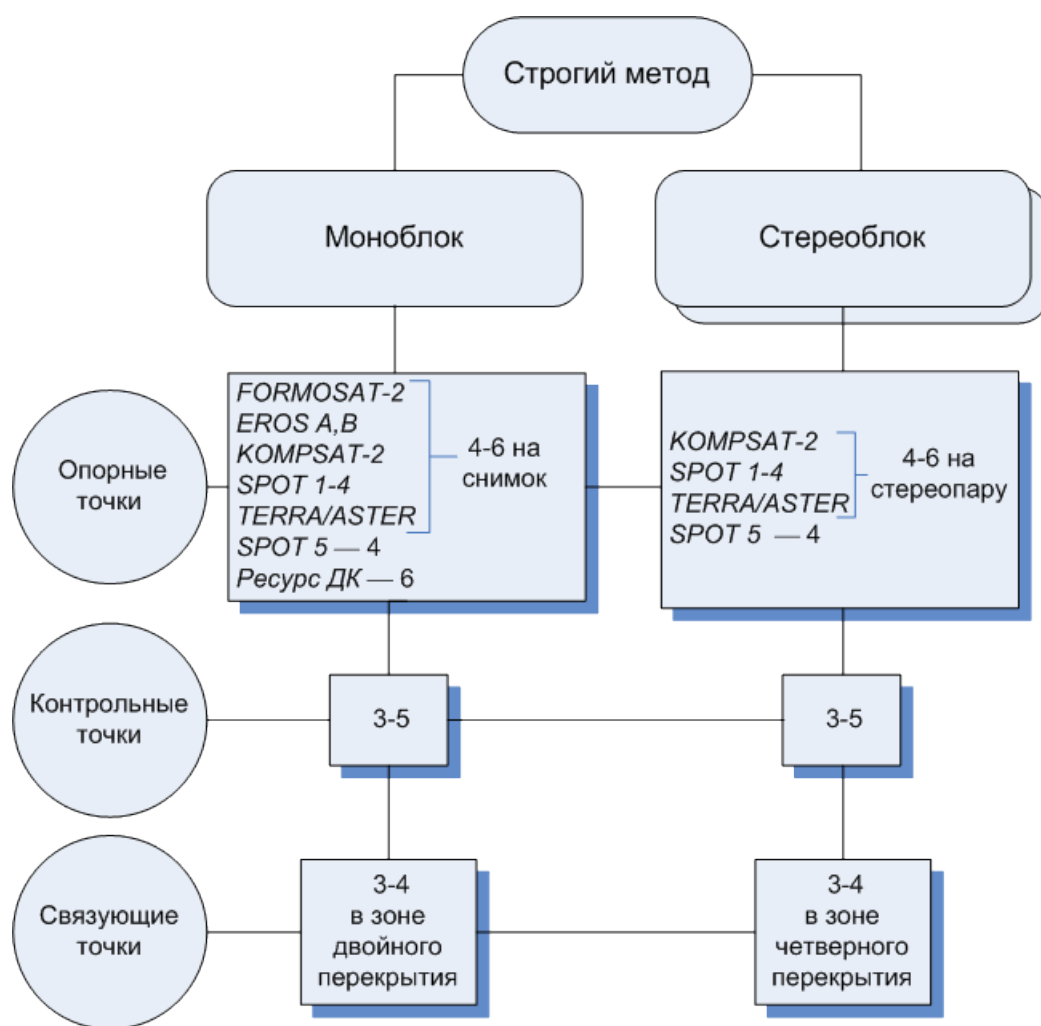 Строгий метод
Моноблок
Стереоблок
Опорные
точки
FORMOSAT-2
EROS A,B
KOMPSAT-2
SPOT 1-4
TERRA/ASTER
SPOT 5 — 4
Ресурс ДК — 6
4-6 на
снимок
KOMPSAT-2
SPOT 1-4
TERRA/ASTER
SPOT 5 — 4
4-6 на
стереопару
Контрольные
точки
3-5
3-5
Связующие
точки
3-4
в зоне
двойного
перекрытия
3-4
в зоне
четверного
перекрытия